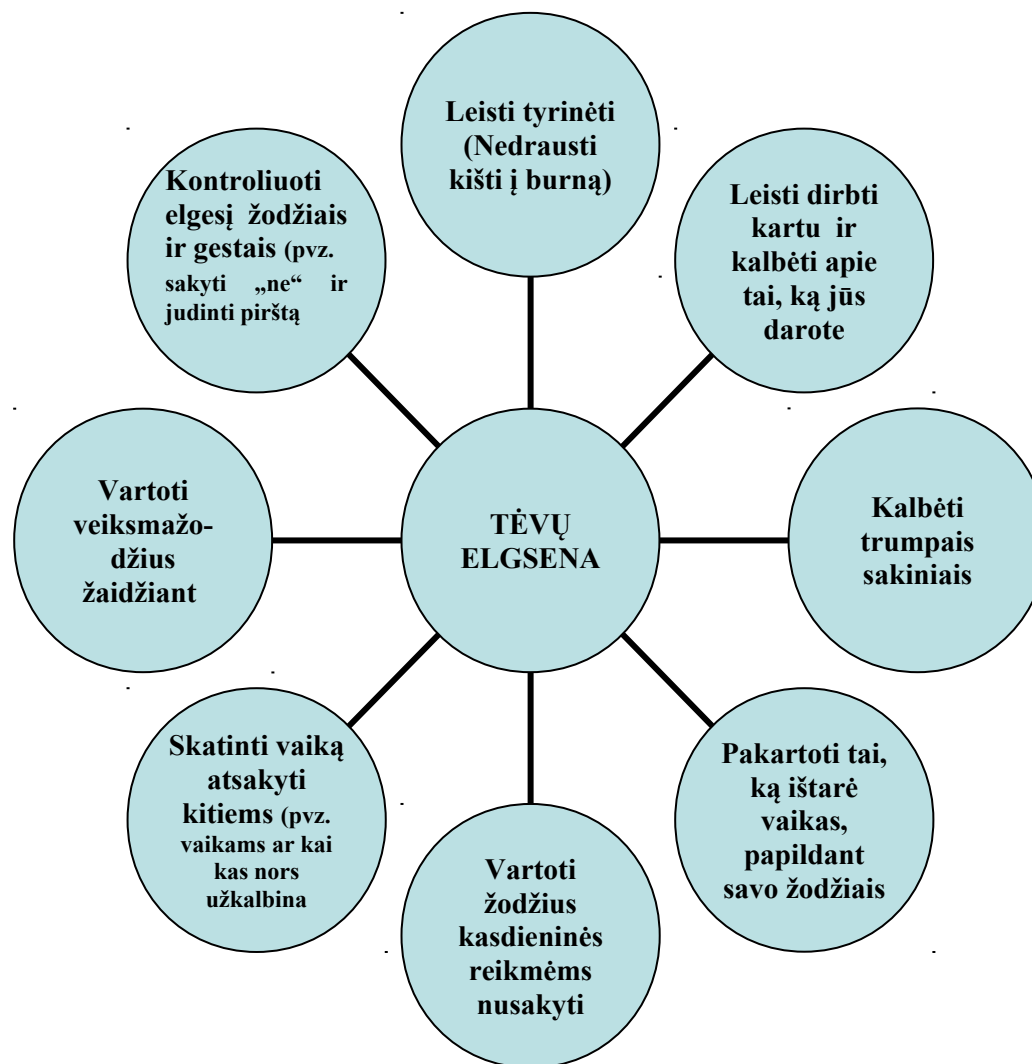 Leisti tyrinėti
(Nedrausti
kišti į burną)
Leisti dirbti
kartu ir
kalbėti apie
tai, ką jūs
darote
Kalbėti
trumpais
sakiniais
Pakartoti tai,
ką ištarė
vaikas,
papildant
savo žodžiais
Vartoti
žodžius
kasdieninės
reikmėms
nusakyti
Skatinti vaiką
atsakyti
kitiems (pvz.
vaikams ar kai
kas nors
užkalbina
Vartoti
veiksmažo-
džius
žaidžiant
Kontroliuoti
elgesį žodžiais
ir gestais (pvz.
sakyti „ne“ ir
judinti pirštą
TĖVŲ
ELGSENA